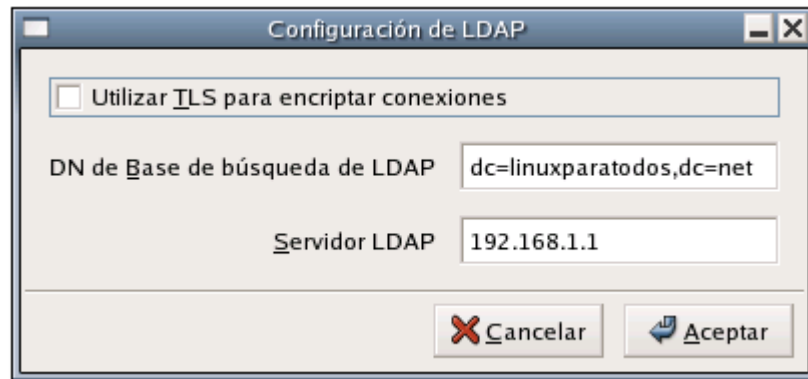 Configuración de LDAP
Utilizar TLS para encriptar conexiones
DN de Base de búsqueda de LDAP dc=linuxparatodos,dc=net
Servidor LDAP 192.168.1.1
Cancelar Aceptar